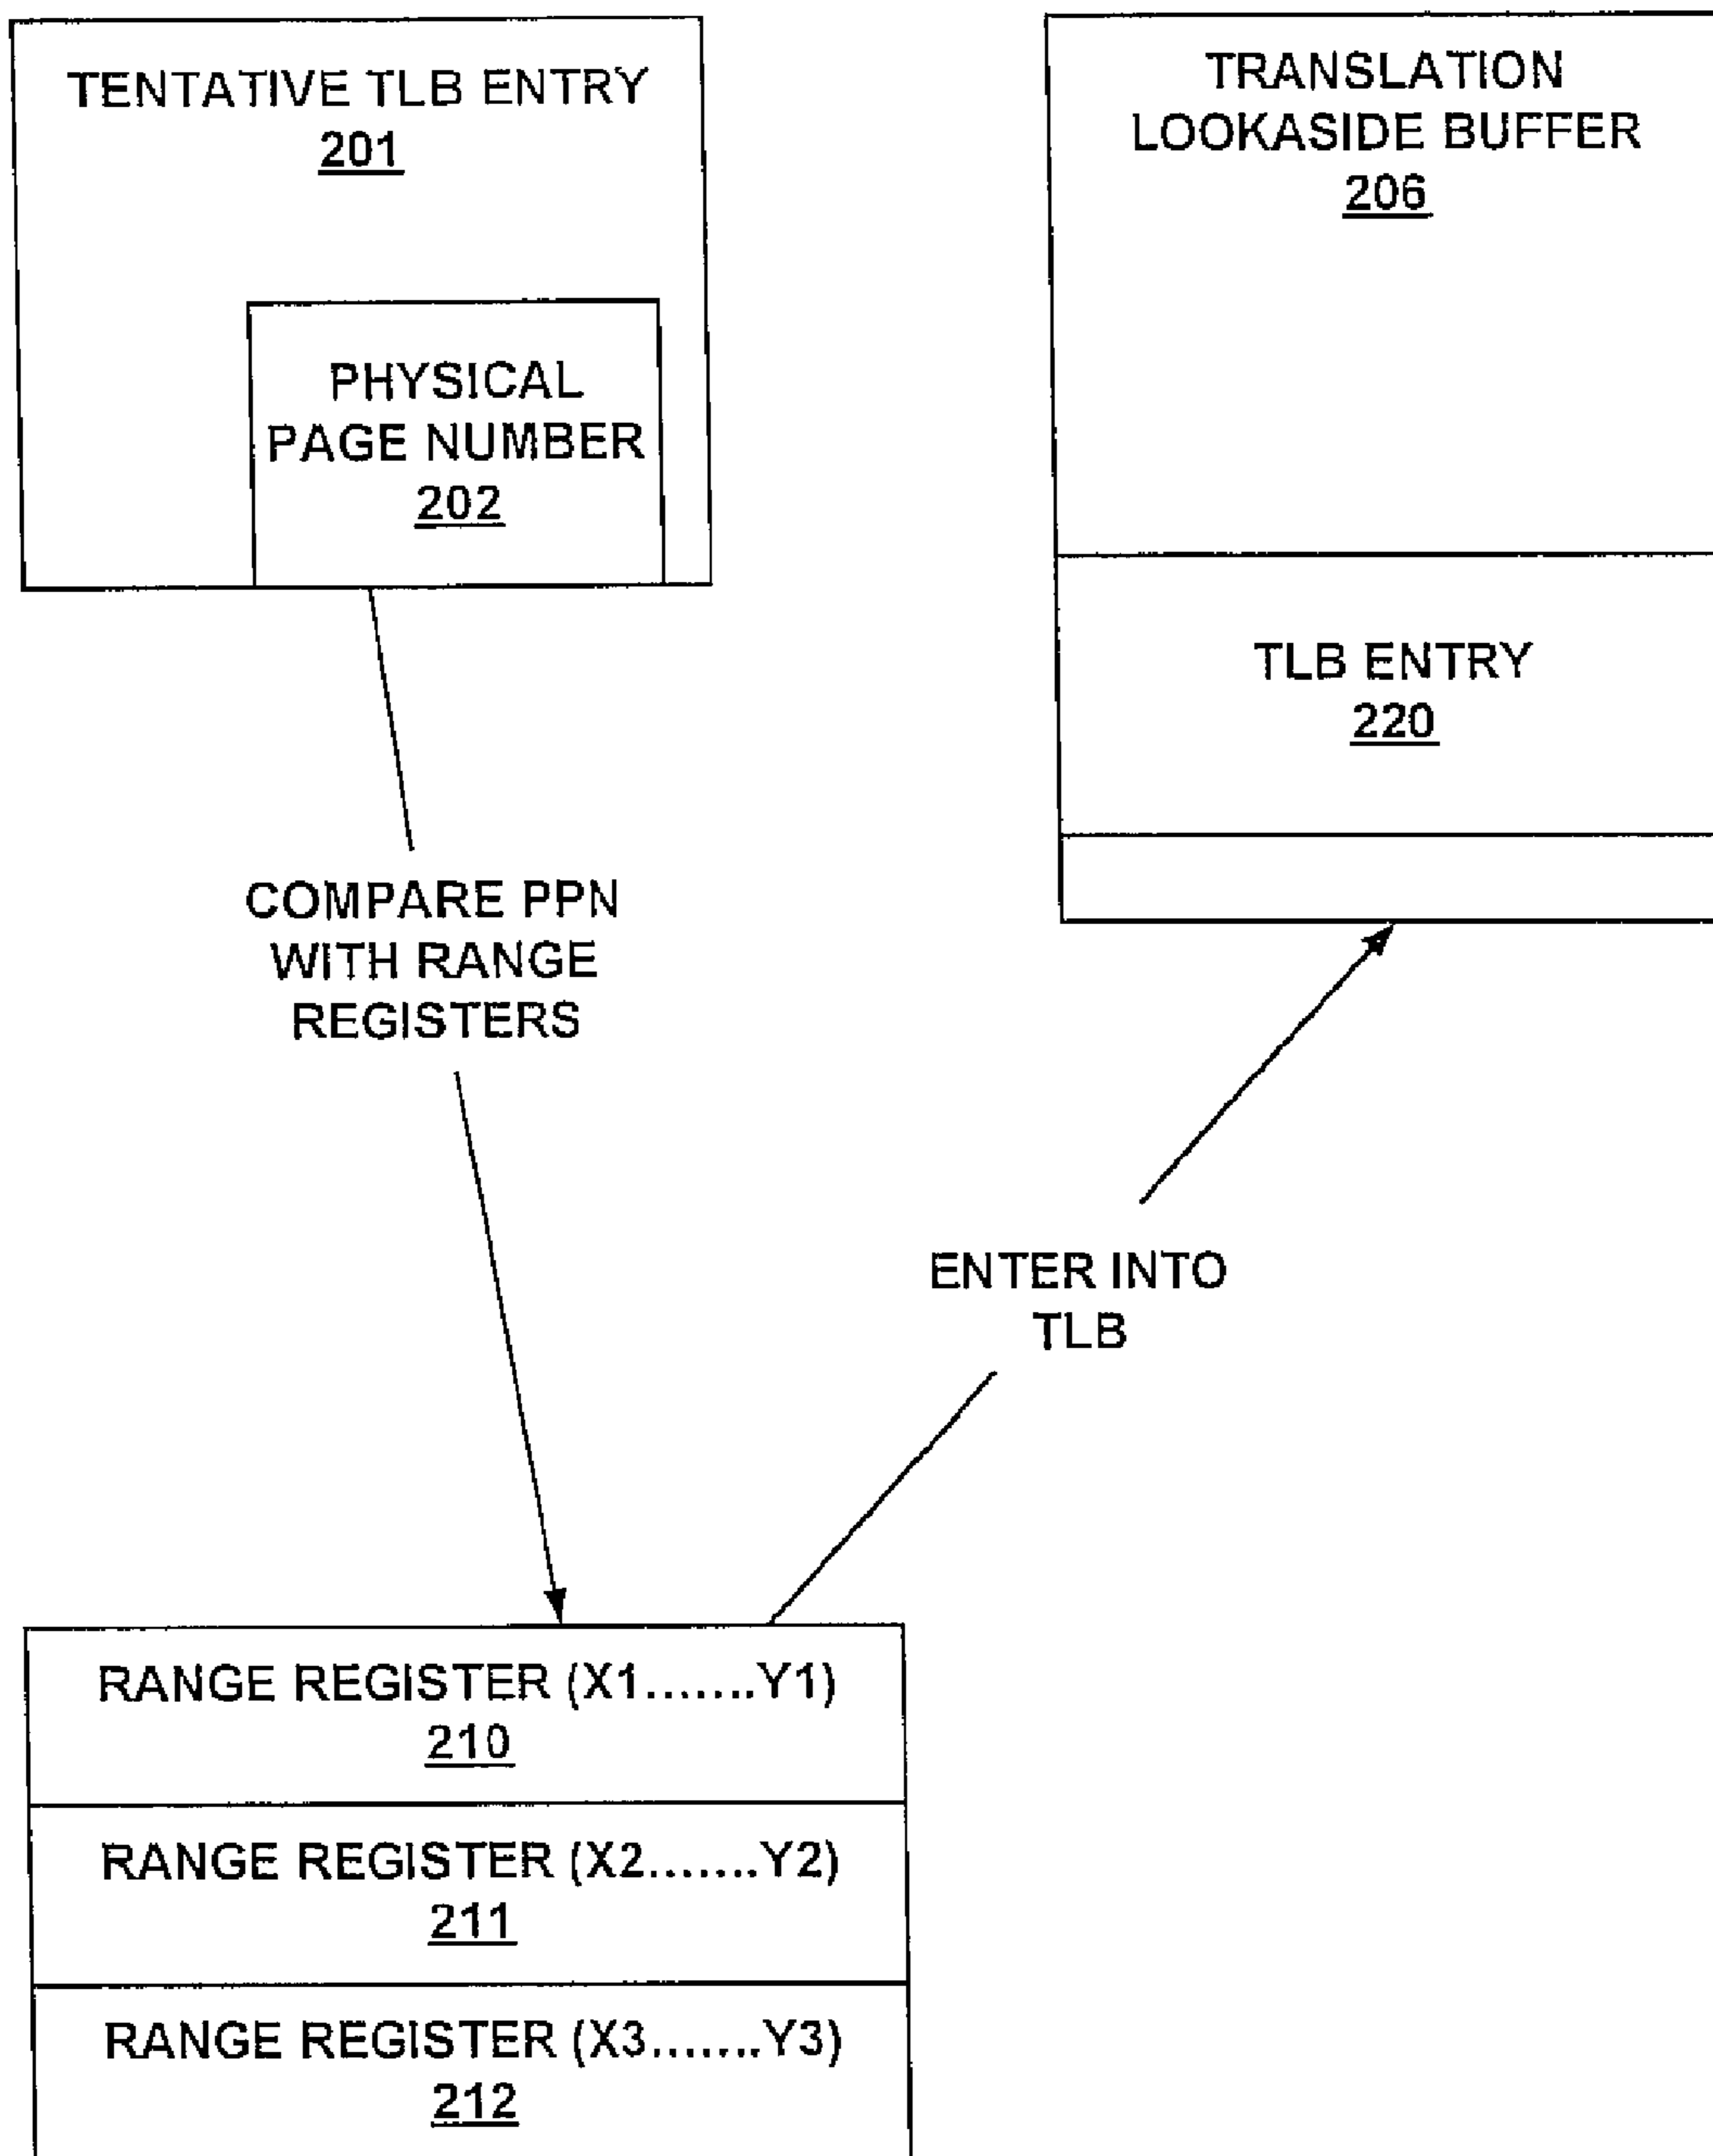 TENTATIVE TLB ENTRY
201
PHYSICAL
PAGE NUMBER
202
TRANSLATION
LOOKASIDE BUFFER
206
TLB ENTRY
220
COMPARE PPN
WITH RANGE
REGISTERS
ENTER INTO
TLB
RANGE REGISTER (X1.......Y1)
210
RANGE REGISTER (X2.......Y2)
211
RANGE REGISTER (X3.......Y3)
212